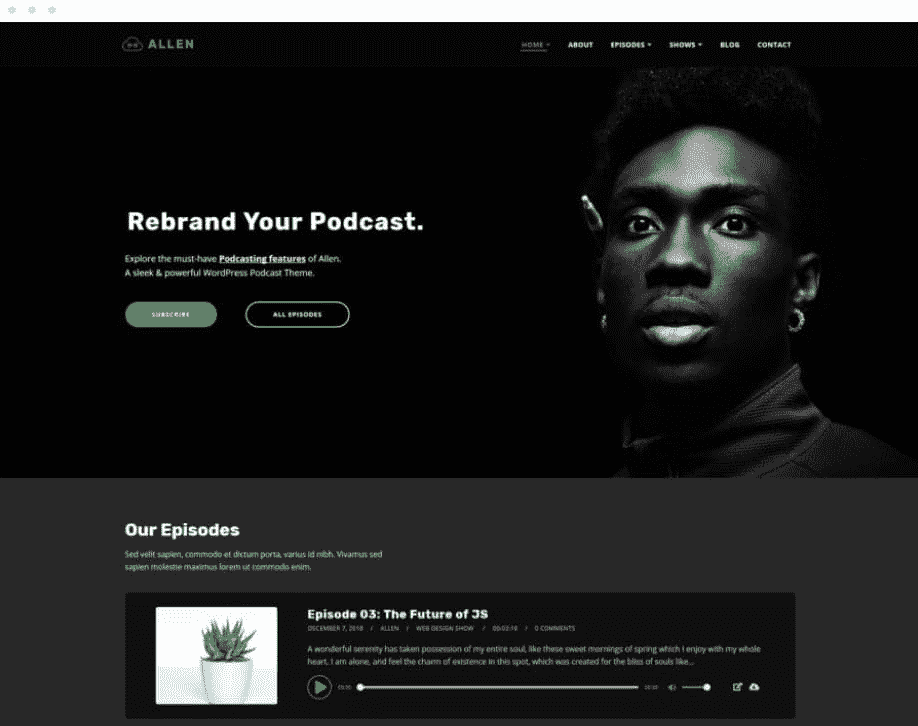 ALLEN
HOME ABOUT EPISODES SHOWS BLOG CONTACT
Rebrand Your Podcast.
Explore the must-have Podcasting features of Allen.
A sleek & powerful WordPress Podcast Theme.
SUBSCRIBE ALL EPISODES
Our Episodes
Sed velit sapien, commodo et dictum porta, varius id nibh. Vivamus sed
sapien molestie maximus lorem ut commodo enim.
Episode 03: The Future of JS
DECEMBER 7, 2018 / ALLEN / WEB DESIGN SHOW / 00:02:18 / 0 COMMENTS
A wonderful serenity has taken possession of my entire soul, like these sweet mornings of spring which I enjoy with my whole
heart. I am alone, and feel the charm of existence in this spot, which was created for the bliss of souls like...
00:00